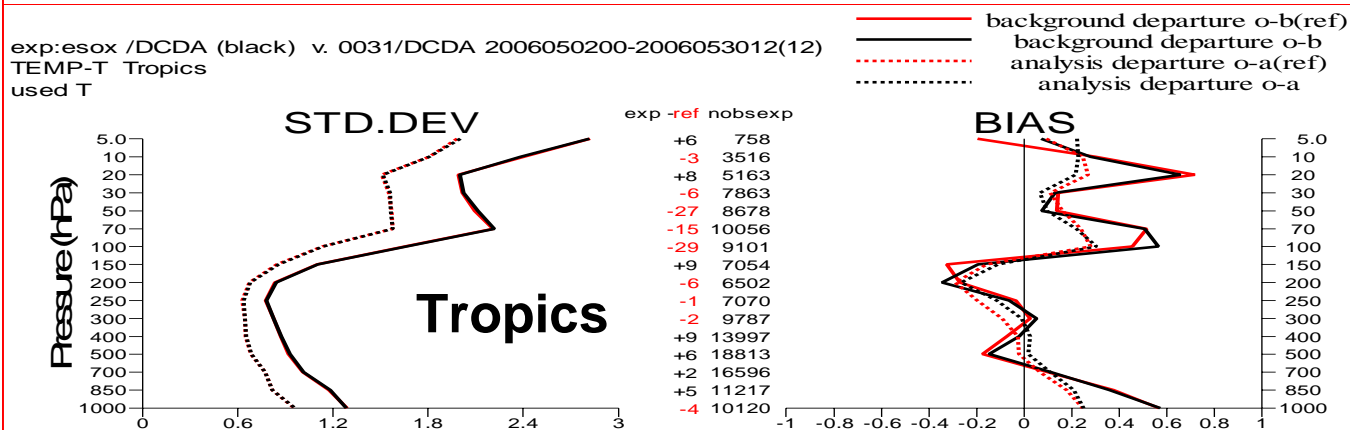 background departure o-b(ref)
exp:esox /DCDA (black) v. 0031/DCDA 2006050200-2006053012(12)
background departure o-b
TEMP-T Tropics
analysis departure o-a(ref)
used T
analysis departure o-a
STD.DEV
exp -ref nobsexp
BIAS
5.0 +6 758 5.0
10 -3 3516 10
20 +8 5163 20
30 -6 7863 30
50 -27 8678 50
70 -15 10056 70
100 -29 9101 100
150 +9 7054 150
200 -6 6502 200
250 -1 7070 250
300 -2 9787 300
400 +9 13997 400
500 +6 18813 500
700 +2 16596 700
850 +5 11217 850
1000 -4 10120 1000
Pressure (hPa)
Tropics
0 0.6 1.2 1.8 2.4 3
-1 -0.8 -0.6 -0.4 -0.2 0 0.2 0.4 0.6 0.8 1